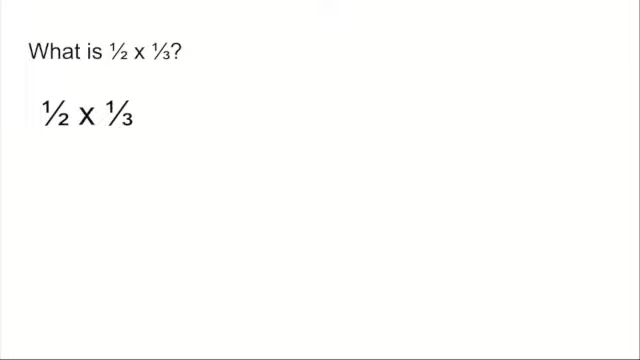 What is ½ x ⅓?
½ x ⅓